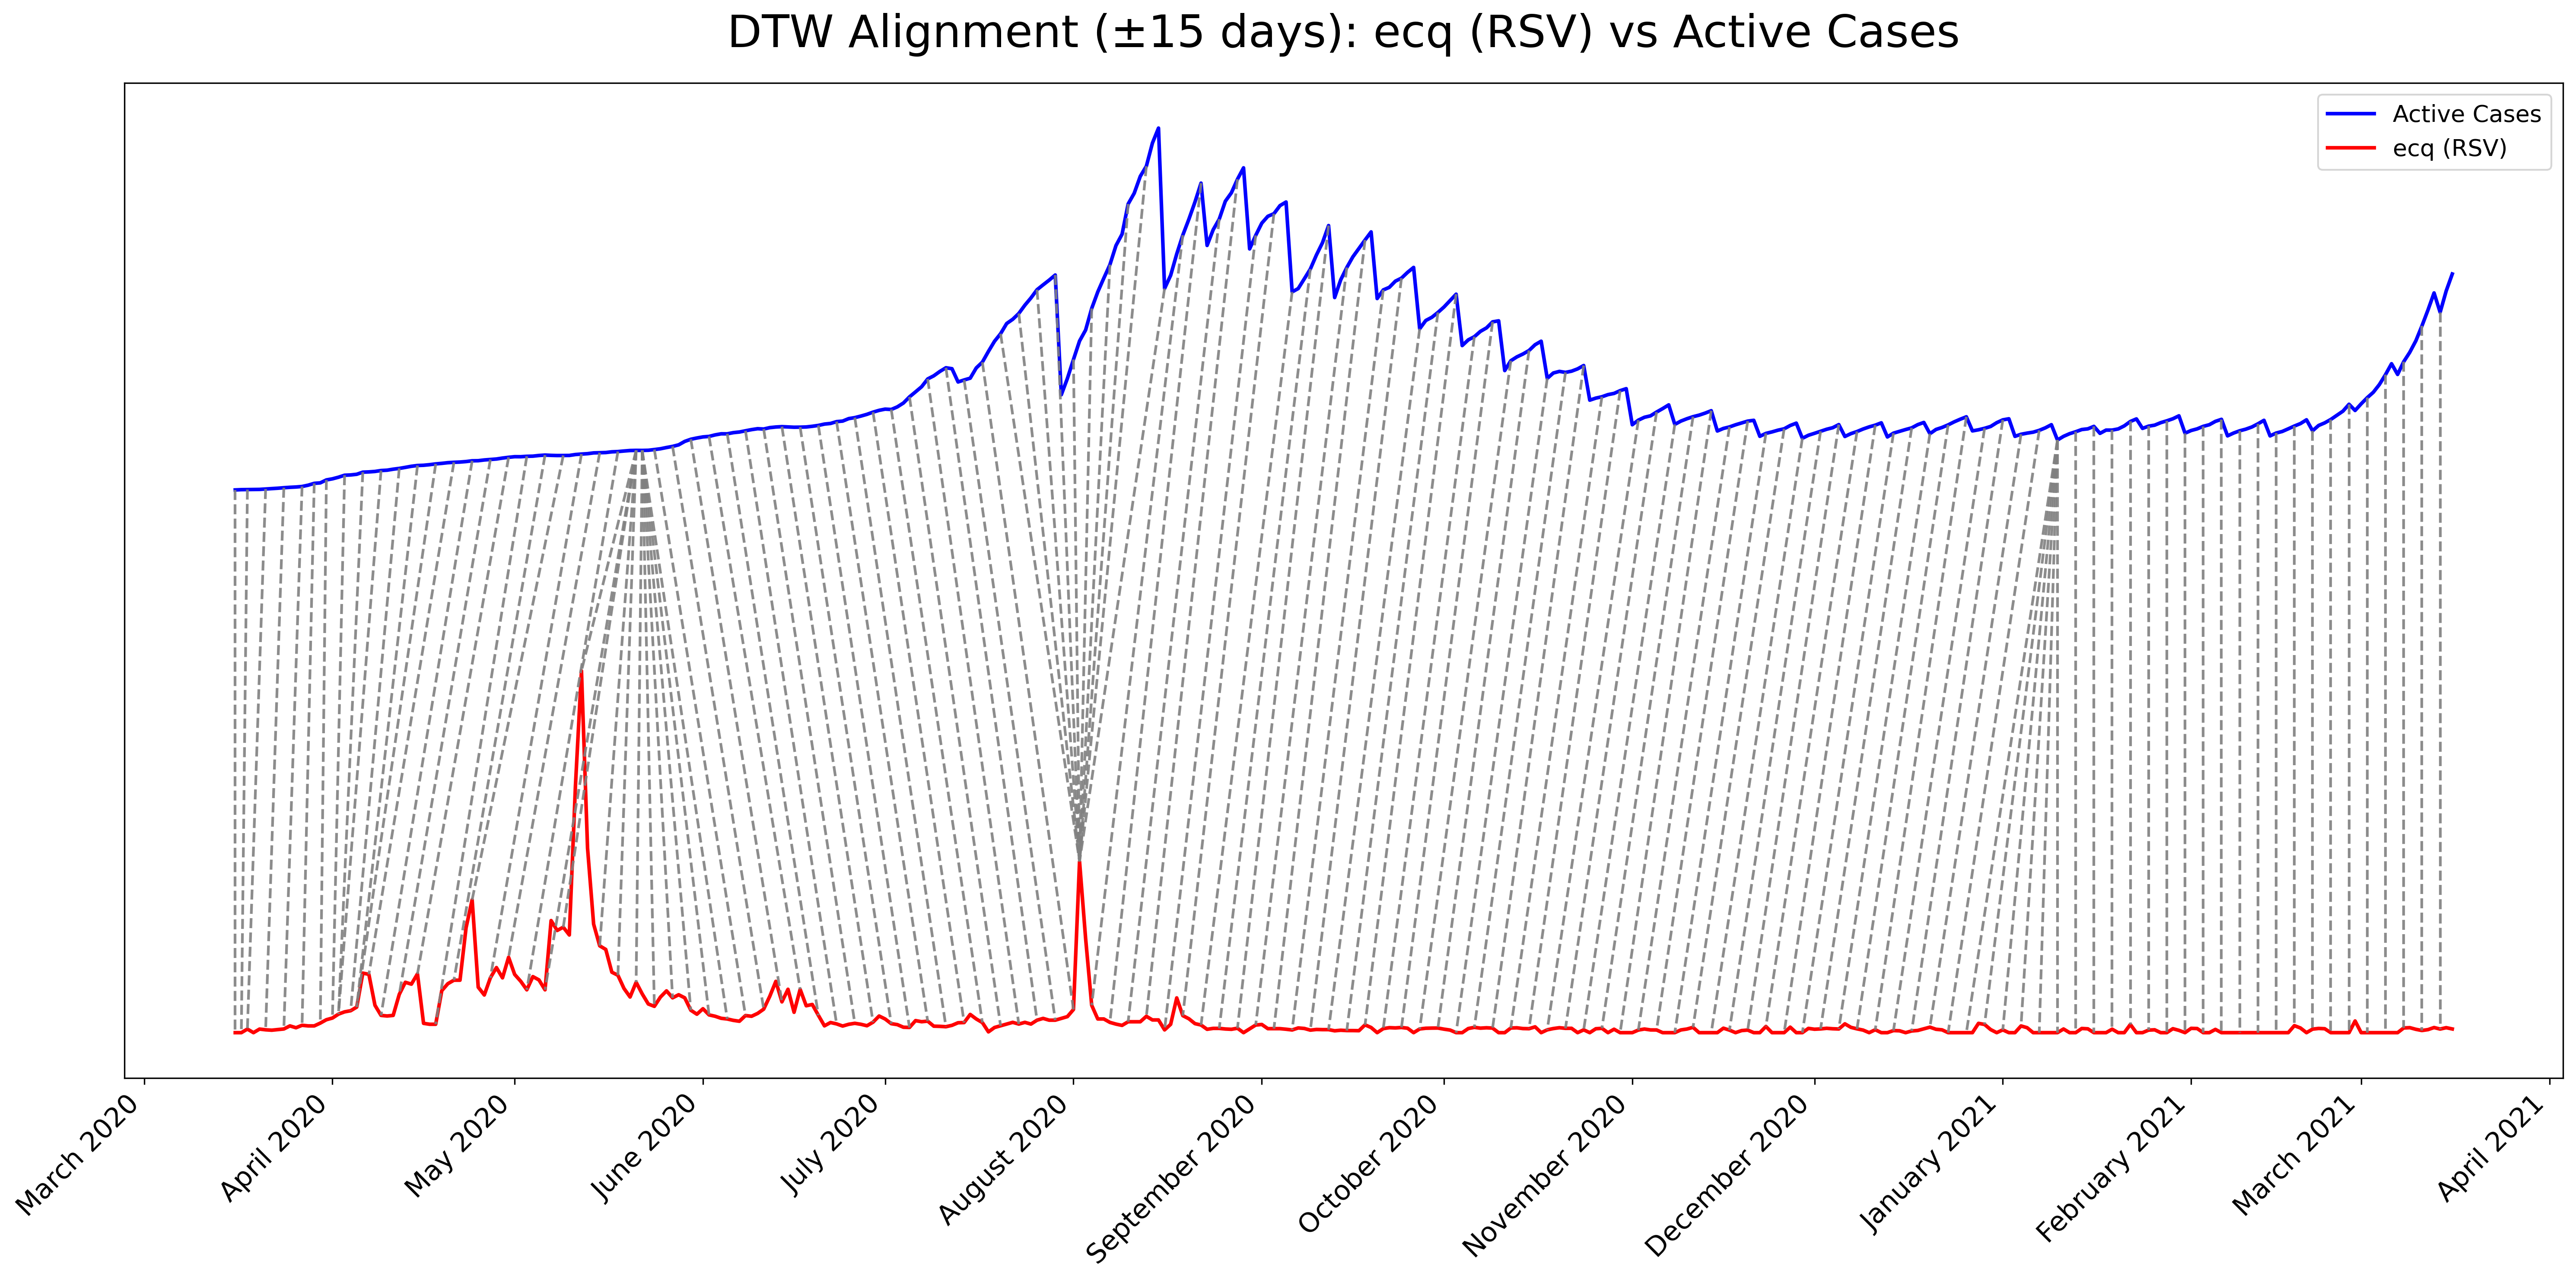 DTW Alignment (±15 days): ecq (RSV) vs Active Cases
Active Cases
ecq (RSV)
March 2020
April 2020
May 2020
June 2020
July 2020
August 2020
September 2020
October 2020
November 2020
December 2020
January 2021
February 2021
March 2021
April 2021